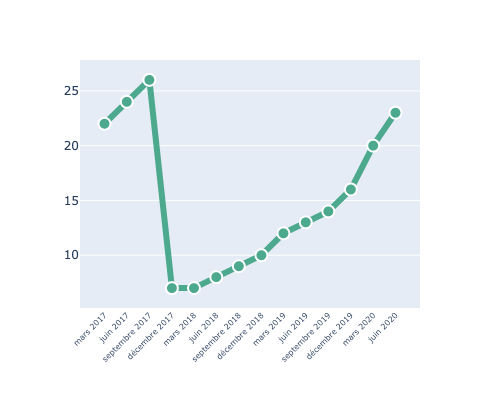 25
20
15
10
mars 2017
juin 2017
septembre 2017
décembre 2017
mars 2018
juin 2018
septembre 2018
décembre 2018
mars 2019
juin 2019
septembre 2019
décembre 2019
mars 2020
juin 2020